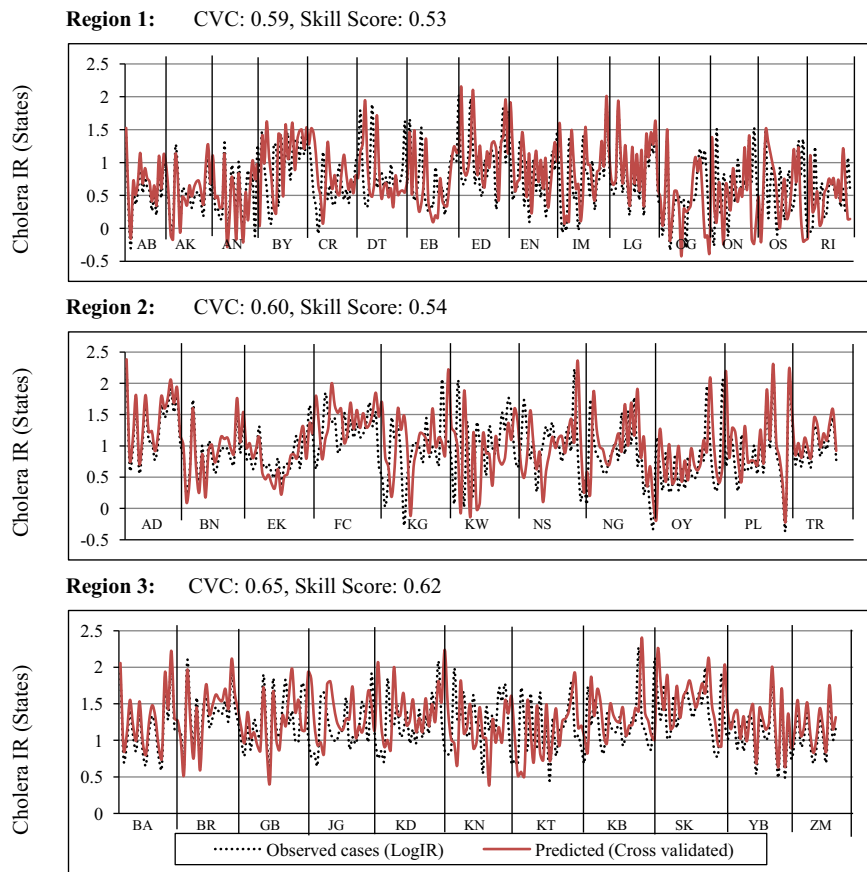 Region 1: CVC: 0.59, Skill Score: 0.53
Cholera IR (States)
2.5
2
1.5
1
0.5
0
-0.5
AB AK AN BY CR DT EB ED EN IM LG OG ON OS RI
Region 2: CVC: 0.60, Skill Score: 0.54
Cholera IR (States)
2.5
2
1.5
1
0.5
0
-0.5
AD BN EK FC KG KW NS NG OY PL TR
Region 3: CVC: 0.65, Skill Score: 0.62
Cholera IR (States)
2.5
2
1.5
1
0.5
0
BA BR GB JG KD KN KT KB SK YB ZM
Observed cases (LogIR) Predicted (Cross validated)